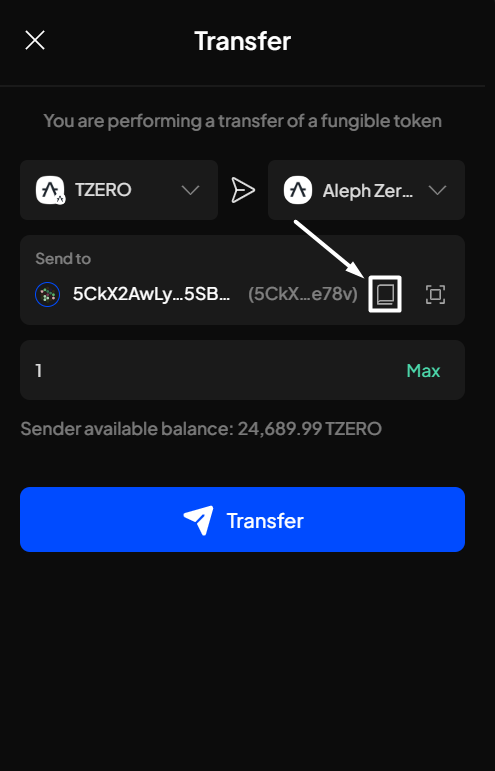 Transfer
You are performing a transfer of a fungible token
TZERO
Aleph Zer...
Send to
5CkX2AwLy...5SB... (5CkX...e78v)
1 Max
Sender available balance: 24,689.99 TZERO
Transfer